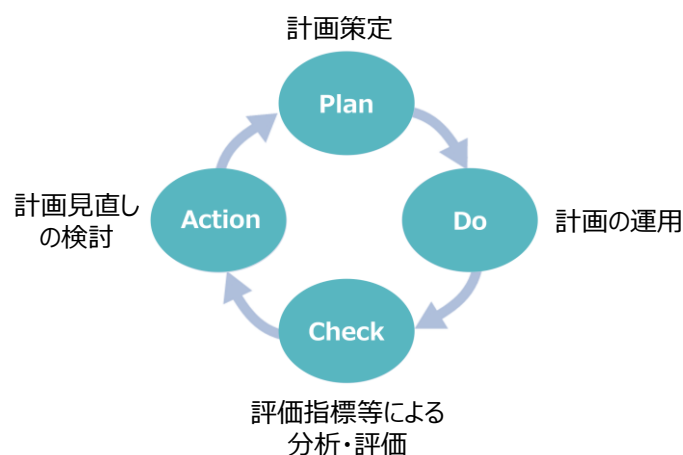 計画策定
Plan
計画見直し
の検討
Action
Do
計画の運用
Check
評価指標等による
分析・評価